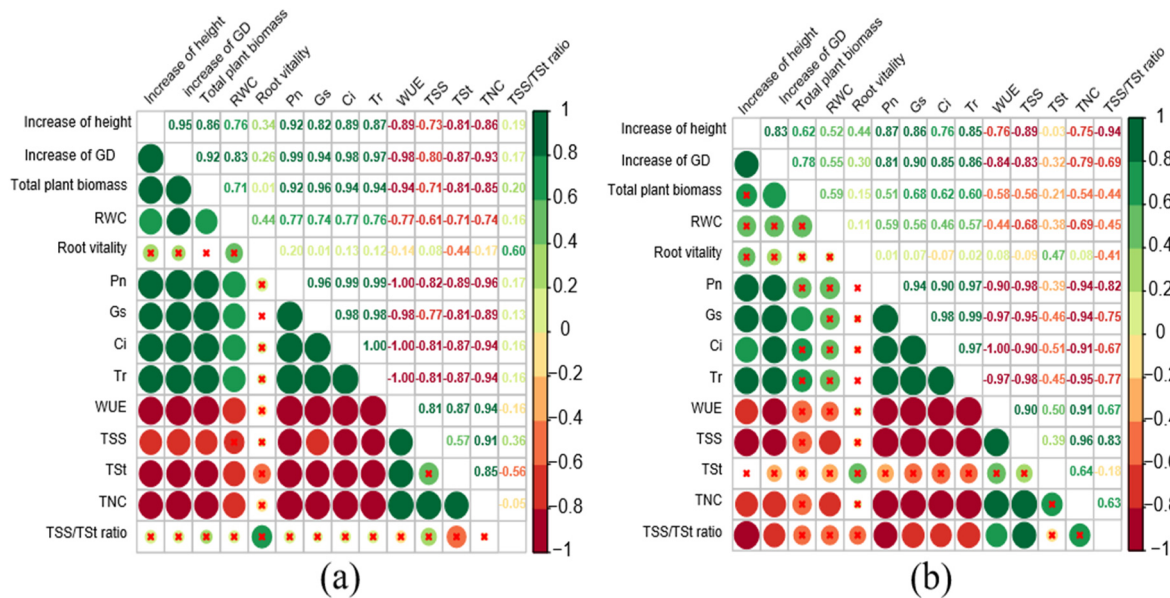 Increase of height
increase of GD
Total plant biomass
RWC
Root vitality
Pn
Gs
Ci
Tr
WUE
TSS
TSt
TNC
TSS/TSt ratio
Increase of height 0.95 0.86 0.76 0.34 0.92 0.82 0.89 0.87 -0.89 -0.73 -0.81 -0.86 0.19
Increase of GD 0.92 0.83 0.26 0.99 0.94 0.98 0.97 -0.98 -0.80 -0.87 -0.93 0.17
Total plant biomass 0.71 0.01 0.92 0.96 0.94 0.94 -0.94 -0.71 -0.81 -0.85 0.20
RWC 0.44 0.77 0.74 0.77 0.76 -0.77 -0.61 -0.71 -0.74 0.16
Root vitality 0.20 0.01 0.13 0.12 -0.14 0.08 -0.44 -0.17 0.60
Pn 0.96 0.99 0.99 -1.00 -0.82 -0.89 -0.96 0.17
Gs 0.98 0.98 -0.98 -0.77 -0.81 -0.89 0.13
Ci 1.00 -1.00 -0.81 -0.87 -0.94 0.16
Tr -1.00 -0.81 -0.87 -0.94 0.16
WUE 0.81 0.87 0.94 -0.16
TSS 0.57 0.91 0.36
TSt 0.85 -0.56
TNC -0.05
TSS/TSt ratio
1
0.8
0.6
0.4
0.2
0
-0.2
-0.4
-0.6
-0.8
-1
(a)
Increase of height
Increase of GD
Total plant biomass
RWC
Root vitality
Pn
Gs
Ci
Tr
WUE
TSS
TSt
TNC
TSS/TSt ratio
Increase of height 0.83 0.62 0.52 0.44 0.87 0.86 0.76 0.85 -0.76 -0.89 -0.03 -0.75 -0.94
Increase of GD 0.78 0.55 0.30 0.81 0.90 0.85 0.86 -0.84 -0.83 -0.32 -0.79 -0.69
Total plant biomass 0.59 0.15 0.51 0.68 0.62 0.60 -0.58 -0.56 -0.21 -0.54 -0.44
RWC 0.11 0.59 0.56 0.46 0.57 -0.44 -0.68 -0.38 -0.69 -0.45
Root vitality 0.01 0.07 -0.07 0.02 0.08 -0.09 0.47 0.08 -0.41
Pn 0.94 0.90 0.97 -0.90 -0.98 -0.39 -0.94 -0.82
Gs 0.98 0.99 -0.97 -0.95 -0.46 -0.94 -0.75
Ci 0.97 -1.00 -0.90 -0.51 -0.91 -0.67
Tr -0.97 -0.98 -0.45 -0.95 -0.77
WUE 0.90 0.50 0.91 0.67
TSS 0.39 0.96 0.83
TSt 0.64 -0.18
TNC 0.63
TSS/TSt ratio
1
0.8
0.6
0.4
0.2
0
-0.2
-0.4
-0.6
-0.8
-1
(b)